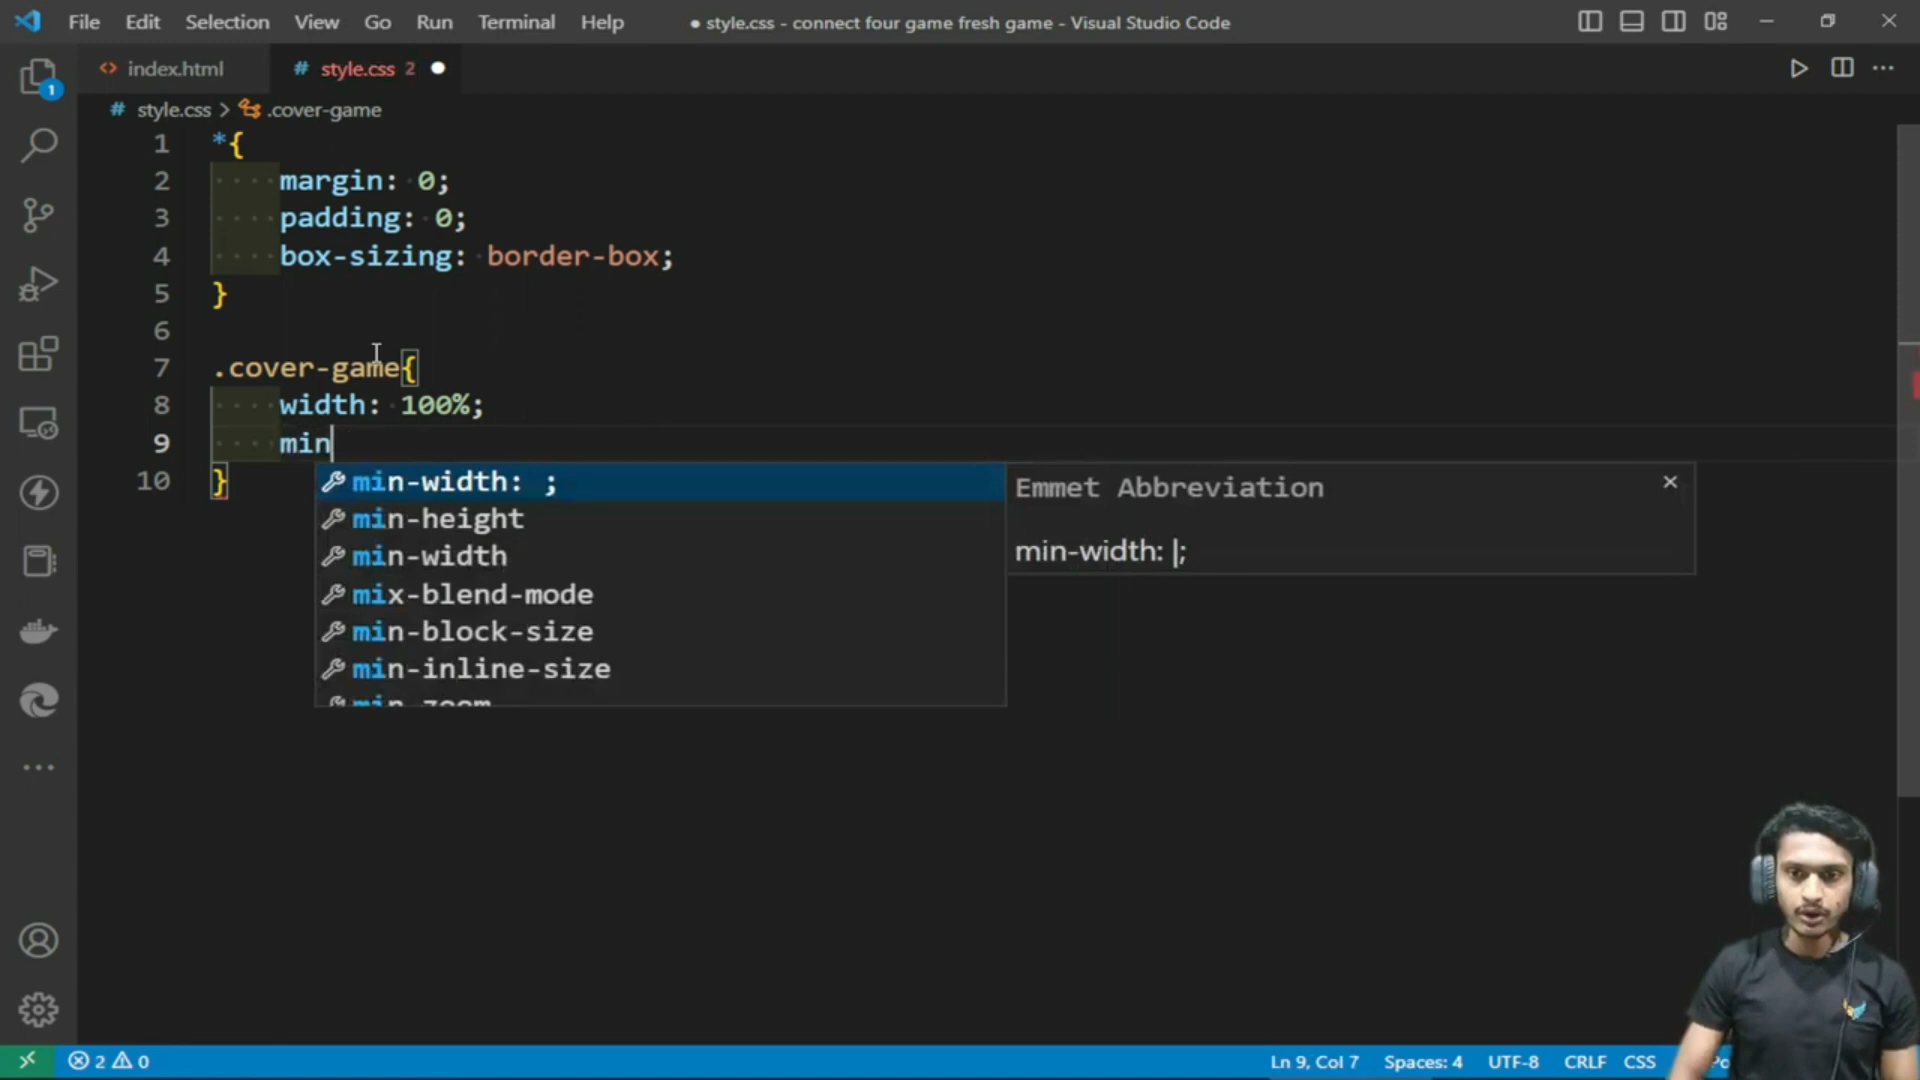 File Edit Selection View Go Run Terminal Help ● style.css - connect four game fresh game - Visual Studio Code
index.html # style.css 2 ●
# style.css > .cover-game
1 *{
2 margin: 0;
3 padding: 0;
4 box-sizing: border-box;
5 }
6
7 .cover-game{
8 width: 100%;
9 min
10 }
min-width: ;
min-height
min-width
mix-blend-mode
min-block-size
min-inline-size
min-zoom
Emmet Abbreviation
min-width: |;
1
2 0
Ln 9, Col 7 Spaces: 4 UTF-8 CRLF CSS